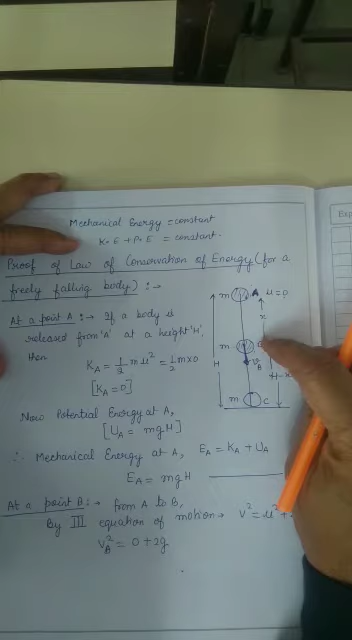 Mechanical Energy = constant
K.E + P.E = constant.
Proof of Law of Conservation of Energy (for a
freely falling body) :→
At a point A :→ If a body is
released from 'A' at a height 'H',
then
K_A = 1/2 m u² = 1/2 m×0
[K_A = 0]
Now Potential Energy at A,
[U_A = mgH]
∴ Mechanical Energy at A, E_A = K_A + U_A
E_A = mgH
At a point B :→ from A to B,
By III equation of motion → V² = u² +
V_B² = 0 + 2g
m A u=0
x
m
V_B
H H-x
m C